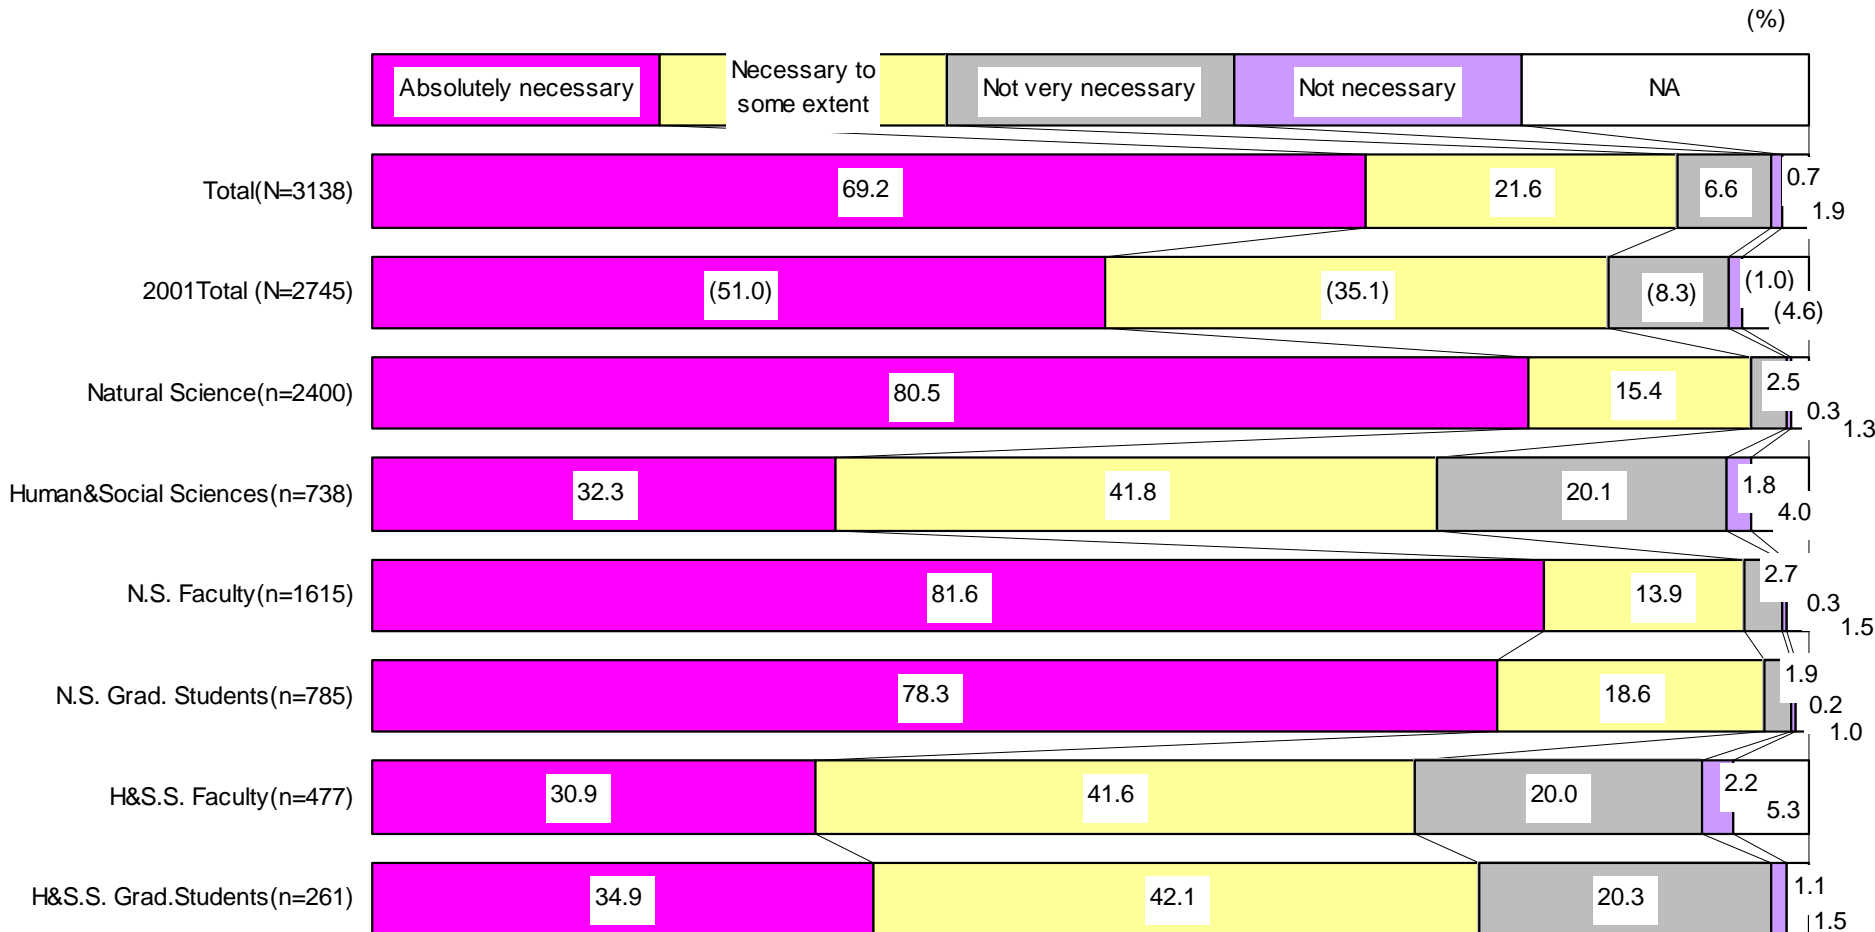 (%)
Absolutely necessary
Necessary to
some extent
Not very necessary
Not necessary
NA
Total(N=3138)
69.2
21.6
6.6
0.7
1.9
2001Total (N=2745)
(51.0)
(35.1)
(8.3)
(1.0)
(4.6)
Natural Science(n=2400)
80.5
15.4
2.5
0.3
1.3
Human&Social Sciences(n=738)
32.3
41.8
20.1
1.8
4.0
N.S. Faculty(n=1615)
81.6
13.9
2.7
0.3
1.5
N.S. Grad. Students(n=785)
78.3
18.6
1.9
0.2
1.0
H&S.S. Faculty(n=477)
30.9
41.6
20.0
2.2
5.3
H&S.S. Grad.Students(n=261)
34.9
42.1
20.3
1.1
1.5